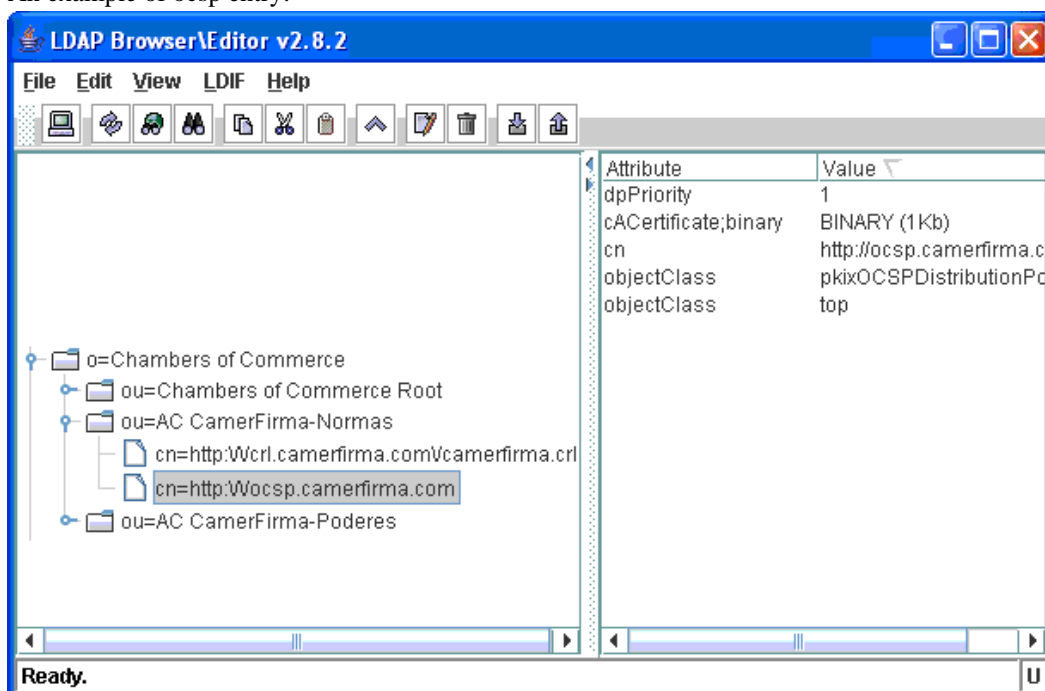 An example of ocsp entry:
LDAP Browser\Editor v2.8.2
File Edit View LDIF Help
Attribute Value
dpPriority 1
cACertificate;binary BINARY (1Kb)
cn http://ocsp.camerfirma.c
objectClass pkixOCSPDistributionPo
objectClass top
o=Chambers of Commerce
ou=Chambers of Commerce Root
ou=AC CamerFirma-Normas
cn=http:\/\/crl.camerfirma.com\/camerfirma.crl
cn=http:\/\/ocsp.camerfirma.com
ou=AC CamerFirma-Poderes
Ready. U